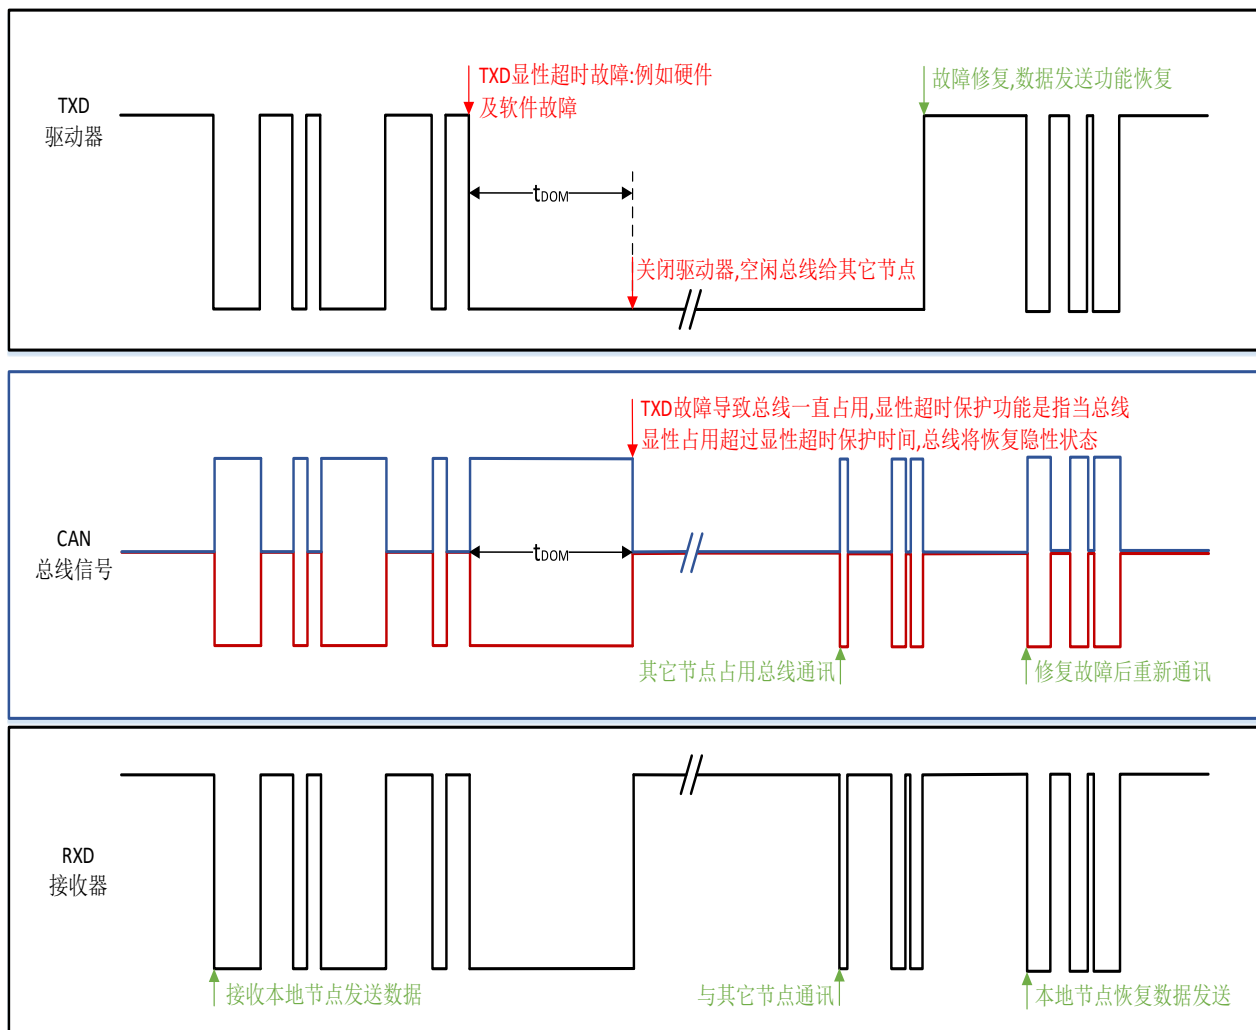 TXD
驱动器
TXD显性超时故障:例如硬件
及软件故障
故障修复,数据发送功能恢复
tDOM
关闭驱动器,空闲总线给其它节点
CAN
总线信号
TXD故障导致总线一直占用,显性超时保护功能是指当总线
显性占用超过显性超时保护时间,总线将恢复隐性状态
tDOM
其它节点占用总线通讯
修复故障后重新通讯
RXD
接收器
接收本地节点发送数据
与其它节点通讯
本地节点恢复数据发送